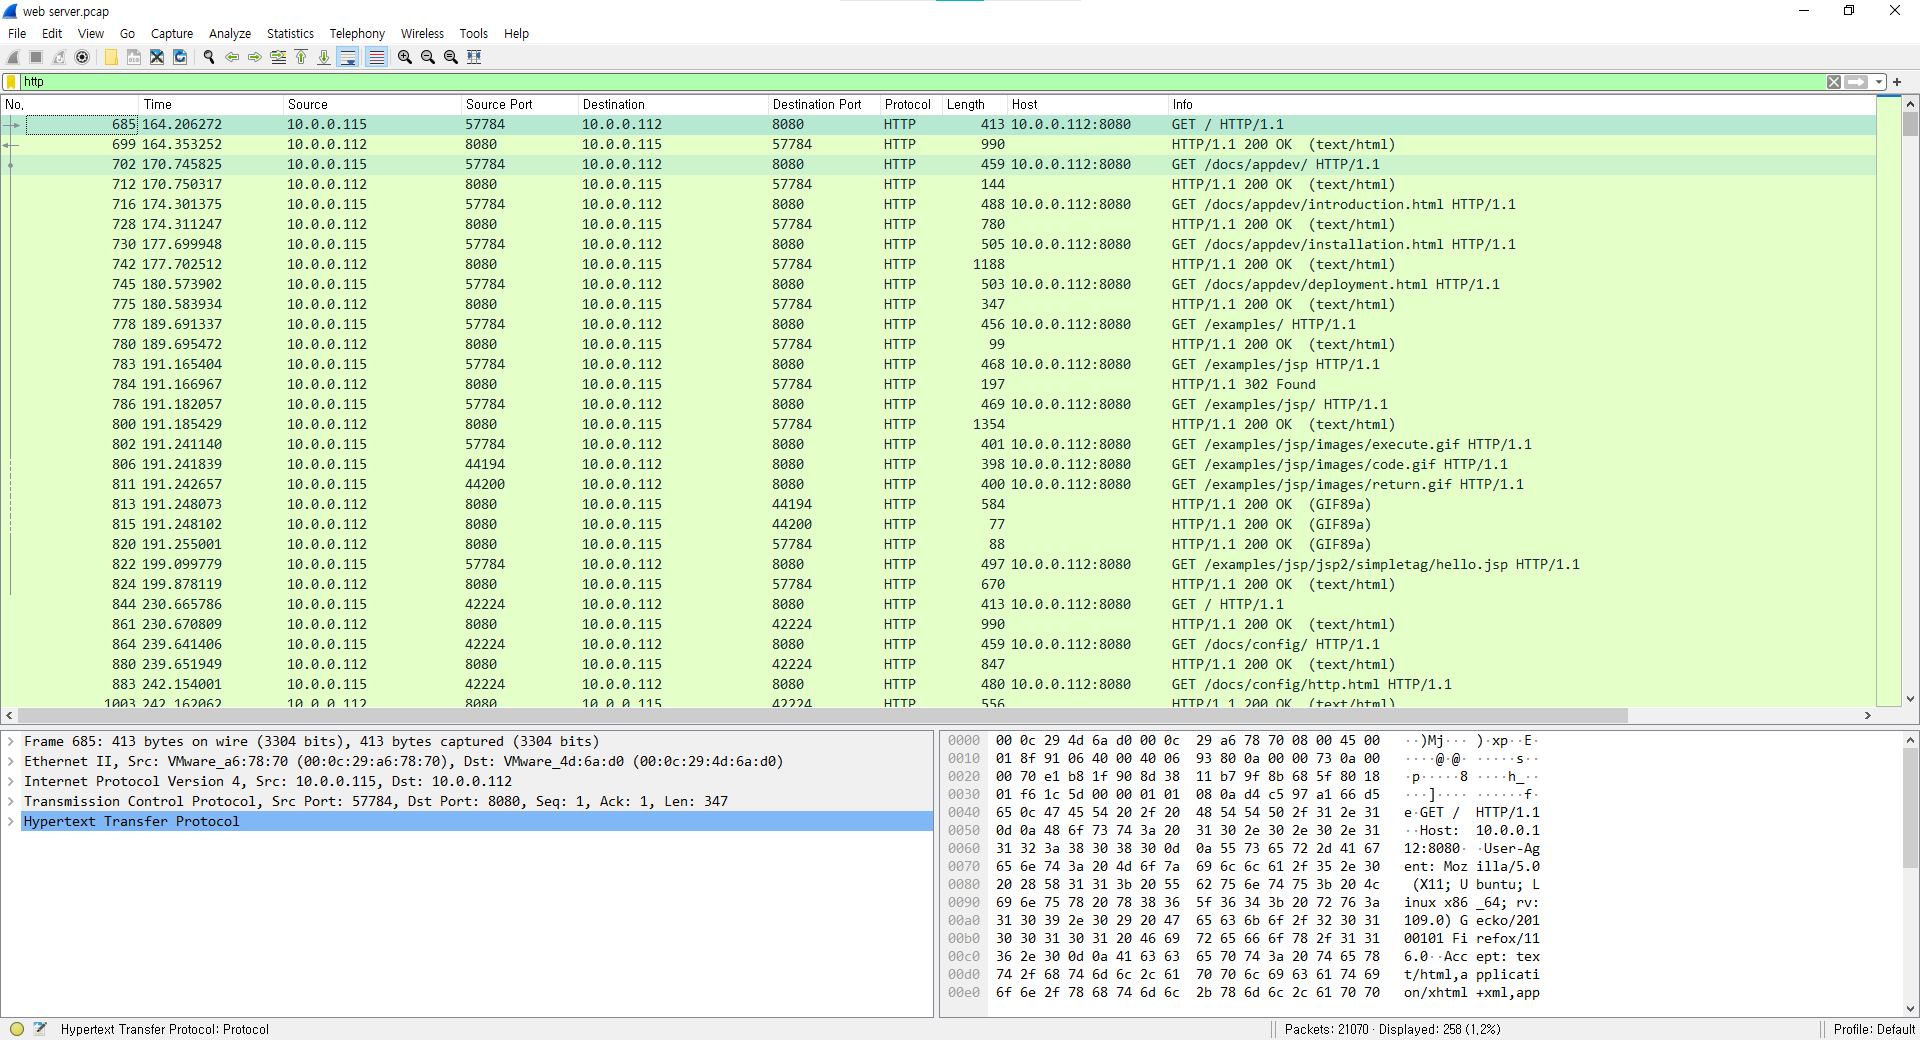 web server.pcap
File Edit View Go Capture Analyze Statistics Telephony Wireless Tools Help
http
No. Time Source Source Port Destination Destination Port Protocol Length Host Info
685 164.206272 10.0.0.115 57784 10.0.0.112 8080 HTTP 413 10.0.0.112:8080 GET / HTTP/1.1
699 164.353252 10.0.0.112 8080 10.0.0.115 57784 HTTP 990 HTTP/1.1 200 OK (text/html)
702 170.745825 10.0.0.115 57784 10.0.0.112 8080 HTTP 459 10.0.0.112:8080 GET /docs/appdev/ HTTP/1.1
712 170.750317 10.0.0.112 8080 10.0.0.115 57784 HTTP 144 HTTP/1.1 200 OK (text/html)
716 174.301375 10.0.0.115 57784 10.0.0.112 8080 HTTP 488 10.0.0.112:8080 GET /docs/appdev/introduction.html HTTP/1.1
728 174.311247 10.0.0.112 8080 10.0.0.115 57784 HTTP 780 HTTP/1.1 200 OK (text/html)
730 177.699948 10.0.0.115 57784 10.0.0.112 8080 HTTP 505 10.0.0.112:8080 GET /docs/appdev/installation.html HTTP/1.1
742 177.702512 10.0.0.112 8080 10.0.0.115 57784 HTTP 1188 HTTP/1.1 200 OK (text/html)
745 180.573902 10.0.0.115 57784 10.0.0.112 8080 HTTP 503 10.0.0.112:8080 GET /docs/appdev/deployment.html HTTP/1.1
775 180.583934 10.0.0.112 8080 10.0.0.115 57784 HTTP 347 HTTP/1.1 200 OK (text/html)
778 189.691337 10.0.0.115 57784 10.0.0.112 8080 HTTP 456 10.0.0.112:8080 GET /examples/ HTTP/1.1
780 189.695472 10.0.0.112 8080 10.0.0.115 57784 HTTP 99 HTTP/1.1 200 OK (text/html)
783 191.165404 10.0.0.115 57784 10.0.0.112 8080 HTTP 468 10.0.0.112:8080 GET /examples/jsp HTTP/1.1
784 191.166967 10.0.0.112 8080 10.0.0.115 57784 HTTP 197 HTTP/1.1 302 Found
786 191.182057 10.0.0.115 57784 10.0.0.112 8080 HTTP 469 10.0.0.112:8080 GET /examples/jsp/ HTTP/1.1
800 191.185429 10.0.0.112 8080 10.0.0.115 57784 HTTP 1354 HTTP/1.1 200 OK (text/html)
802 191.241140 10.0.0.115 57784 10.0.0.112 8080 HTTP 401 10.0.0.112:8080 GET /examples/jsp/images/execute.gif HTTP/1.1
806 191.241839 10.0.0.115 44194 10.0.0.112 8080 HTTP 398 10.0.0.112:8080 GET /examples/jsp/images/code.gif HTTP/1.1
811 191.242657 10.0.0.115 44200 10.0.0.112 8080 HTTP 400 10.0.0.112:8080 GET /examples/jsp/images/return.gif HTTP/1.1
813 191.248073 10.0.0.112 8080 10.0.0.115 44194 HTTP 584 HTTP/1.1 200 OK (GIF89a)
815 191.248102 10.0.0.112 8080 10.0.0.115 44200 HTTP 77 HTTP/1.1 200 OK (GIF89a)
820 191.255001 10.0.0.112 8080 10.0.0.115 57784 HTTP 88 HTTP/1.1 200 OK (GIF89a)
822 199.099779 10.0.0.115 57784 10.0.0.112 8080 HTTP 497 10.0.0.112:8080 GET /examples/jsp/jsp2/simpletag/hello.jsp HTTP/1.1
824 199.878119 10.0.0.112 8080 10.0.0.115 57784 HTTP 670 HTTP/1.1 200 OK (text/html)
844 230.665786 10.0.0.115 42224 10.0.0.112 8080 HTTP 413 10.0.0.112:8080 GET / HTTP/1.1
861 230.670809 10.0.0.112 8080 10.0.0.115 42224 HTTP 990 HTTP/1.1 200 OK (text/html)
864 239.641406 10.0.0.115 42224 10.0.0.112 8080 HTTP 459 10.0.0.112:8080 GET /docs/config/ HTTP/1.1
880 239.651949 10.0.0.112 8080 10.0.0.115 42224 HTTP 847 HTTP/1.1 200 OK (text/html)
883 242.154001 10.0.0.115 42224 10.0.0.112 8080 HTTP 480 10.0.0.112:8080 GET /docs/config/http.html HTTP/1.1
1003 242.162062 10.0.0.112 8080 10.0.0.115 42224 HTTP 556 HTTP/1.1 200 OK (text/html)
Frame 685: 413 bytes on wire (3304 bits), 413 bytes captured (3304 bits)
Ethernet II, Src: VMware_a6:78:70 (00:0c:29:a6:78:70), Dst: VMware_4d:6a:d0 (00:0c:29:4d:6a:d0)
Internet Protocol Version 4, Src: 10.0.0.115, Dst: 10.0.0.112
Transmission Control Protocol, Src Port: 57784, Dst Port: 8080, Seq: 1, Ack: 1, Len: 347
Hypertext Transfer Protocol
0000 00 0c 29 4d 6a d0 00 0c 29 a6 78 70 08 00 45 00 ··)Mj··· )·xp··E·
0010 01 8f 91 06 40 00 40 06 93 80 0a 00 00 73 0a 00 ····@·@· ·····s··
0020 00 70 e1 b8 1f 90 8d 38 11 b7 9f 8b 68 5f 80 18 ·p·····8 ····h_··
0030 01 f6 1c 5d 00 00 01 01 08 0a d4 c5 97 a1 66 d5 ···]···· ······f·
0040 65 0c 47 45 54 20 2f 20 48 54 54 50 2f 31 2e 31 e·GET / HTTP/1.1
0050 0d 0a 48 6f 73 74 3a 20 31 30 2e 30 2e 30 2e 31 ··Host: 10.0.0.1
0060 31 32 3a 38 30 38 30 0d 0a 55 73 65 72 2d 41 67 12:8080· ·User-Ag
0070 65 6e 74 3a 20 4d 6f 7a 69 6c 6c 61 2f 35 2e 30 ent: Moz illa/5.0
0080 20 28 58 31 31 3b 20 55 62 75 6e 74 75 3b 20 4c (X11; U buntu; L
0090 69 6e 75 78 20 78 38 36 5f 36 34 3b 20 72 76 3a inux x86 _64; rv:
00a0 31 30 39 2e 30 29 20 47 65 63 6b 6f 2f 32 30 31 109.0) G ecko/201
00b0 30 30 31 30 31 20 46 69 72 65 66 6f 78 2f 31 31 00101 Fi refox/11
00c0 36 2e 30 0d 0a 41 63 63 65 70 74 3a 20 74 65 78 6.0··Acc ept: tex
00d0 74 2f 68 74 6d 6c 2c 61 70 70 6c 69 63 61 74 69 t/html,a pplicati
00e0 6f 6e 2f 78 68 74 6d 6c 2b 78 6d 6c 2c 61 70 70 on/xhtml +xml,app
Hypertext Transfer Protocol: Protocol
Packets: 21070 · Displayed: 258 (1.2%)
Profile: Default